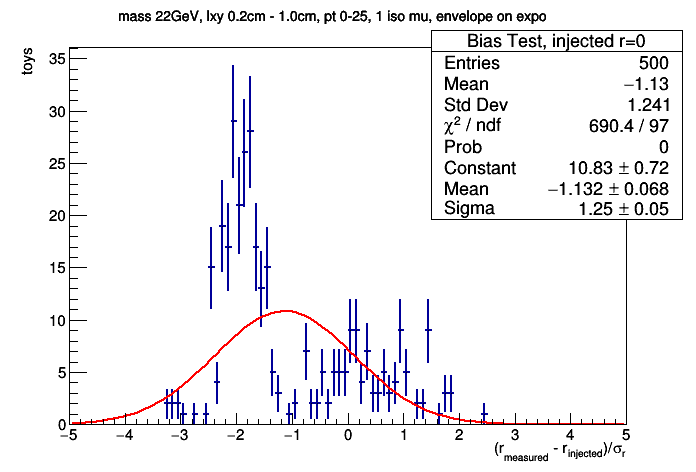 mass 22GeV, lxy 0.2cm - 1.0cm, pt 0-25, 1 iso mu, envelope on expo
Bias Test, injected r=0
Entries 500
Mean −1.13
Std Dev 1.241
χ² / ndf 690.4 / 97
Prob 0
Constant 10.83 ± 0.72
Mean −1.132 ± 0.068
Sigma 1.25 ± 0.05
toys
35
30
25
20
15
10
5
0
−5 −4 −3 −2 −1 0 1 2 3 4 5
(r_measured - r_injected)/σ_r